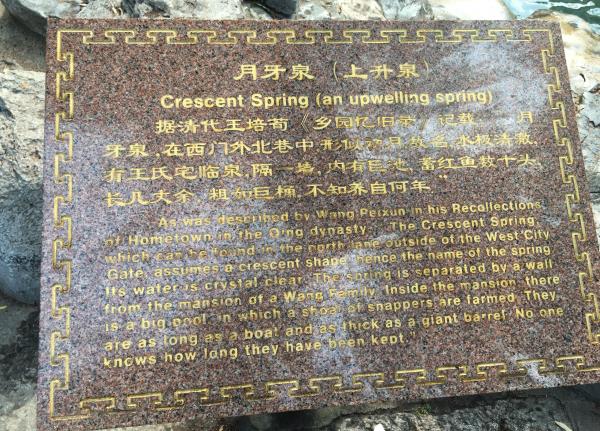 月牙泉（上升泉）
Crescent Spring (an upwelling spring)
据清代王培荀《乡园忆旧录》记载："月
牙泉,在西门外北巷中,形似初月,故名,水极清澈,
有王氏宅临泉,隔一墙,内有巨池,蓄红鱼数十头,
长几丈余,粗如巨桶,不知养自何年"
As was described by Wang Peixun in his Recollections
of Hometown in the Qing dynasty, "The Crescent Spring,
which can be found in the north lane outside of the West City
Gate, assumes a crescent shape, hence the name of the spring
Its water is crystal clear. The spring is separated by a wall
from the mansion of a Wang Family. Inside the mansion, there
is a big pool, in which a shoal of snappers are farmed. They
are as long as a boat and as thick as a giant barrel. No one
knows how long they have been kept."